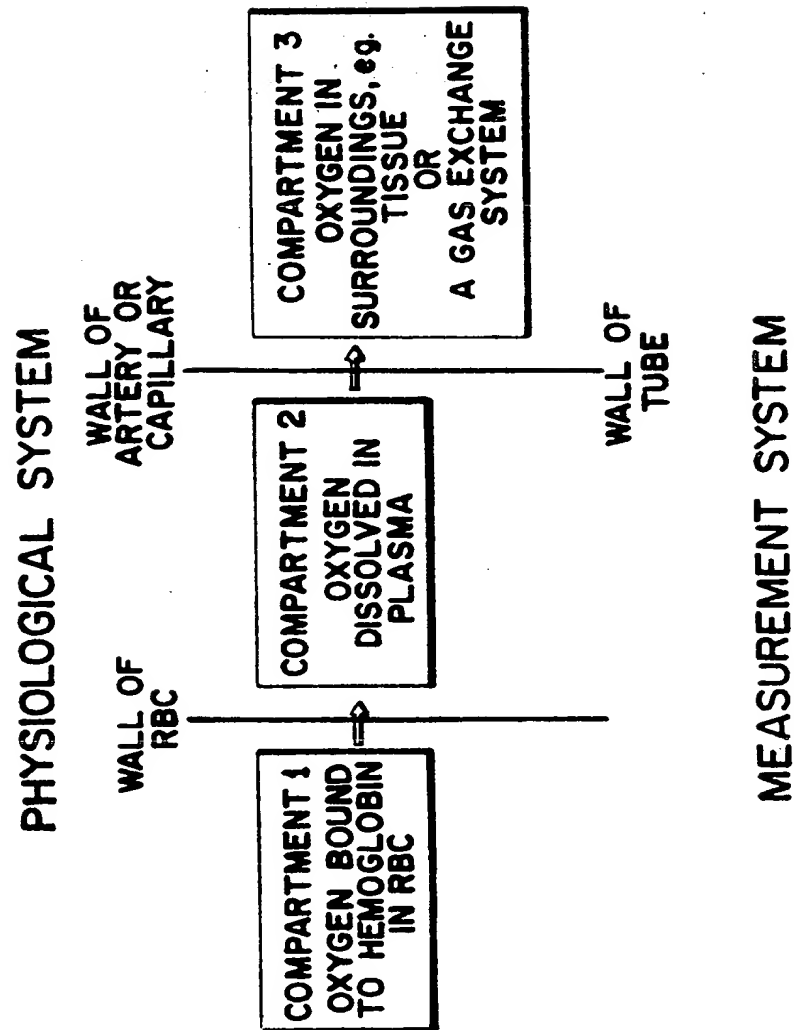 PHYSIOLOGICAL SYSTEM
WALL OF
RBC
WALL OF
ARTERY OR
CAPILLARY
COMPARTMENT 1
OXYGEN BOUND
TO HEMOGLOBIN
IN RBC
COMPARTMENT 2
OXYGEN
DISSOLVED IN
PLASMA
COMPARTMENT 3
OXYGEN IN
SURROUNDINGS, eg.
TISSUE
OR
A GAS EXCHANGE
SYSTEM
WALL OF
TUBE
MEASUREMENT SYSTEM